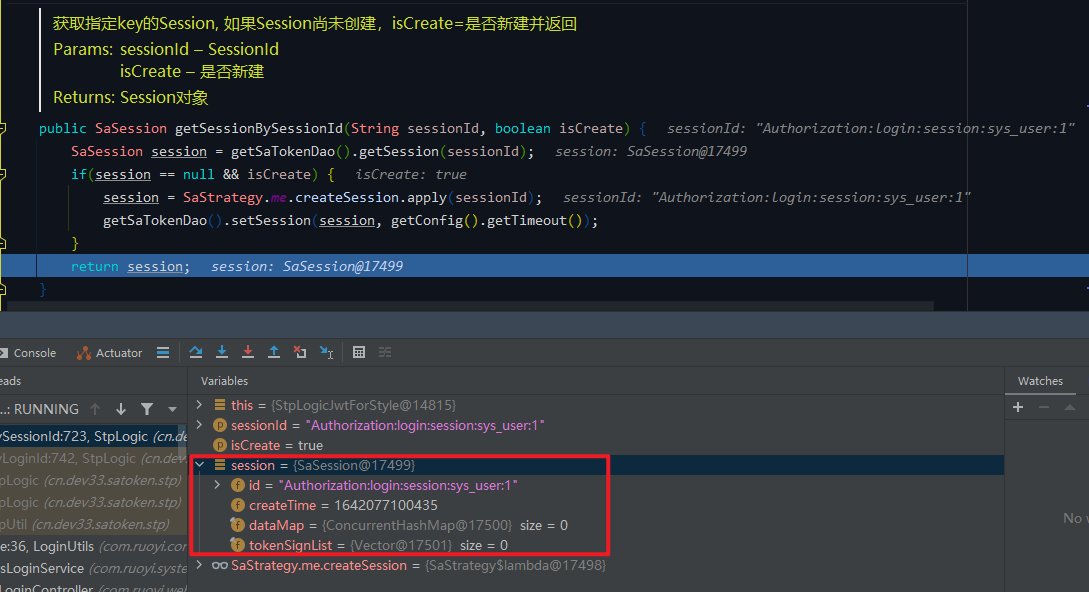 获取指定key的Session, 如果Session尚未创建，isCreate=是否新建并返回
Params: sessionId – SessionId
isCreate – 是否新建
Returns: Session对象
public SaSession getSessionBySessionId(String sessionId, boolean isCreate) { sessionId: "Authorization:login:session:sys_user:1"
SaSession session = getSaTokenDao().getSession(sessionId); session: SaSession@17499
if(session == null && isCreate) { isCreate: true
session = SaStrategy.me.createSession.apply(sessionId); sessionId: "Authorization:login:session:sys_user:1"
getSaTokenDao().setSession(session, getConfig().getTimeout());
}
return session; session: SaSession@17499
}
Console Actuator
eads Variables Watches
...: RUNNING
ySessionId:723, StpLogic (cn.de
yLoginId:742, StpLogic (cn.dev
pLogic (cn.dev33.satoken.stp)
pLogic (cn.dev33.satoken.stp)
pUtil (cn.dev33.satoken.stp)
e:36, LoginUtils (com.ruoyi.cor
sLoginService (com.ruoyi.syste
LoginController (com.ruoyi.web
this = {StpLogicJwtForStyle@14815}
sessionId = "Authorization:login:session:sys_user:1"
isCreate = true
session = {SaSession@17499}
id = "Authorization:login:session:sys_user:1"
createTime = 1642077100435
dataMap = {ConcurrentHashMap@17500} size = 0
tokenSignList = {Vector@17501} size = 0
SaStrategy.me.createSession = {SaStrategy$lambda@17498}
No